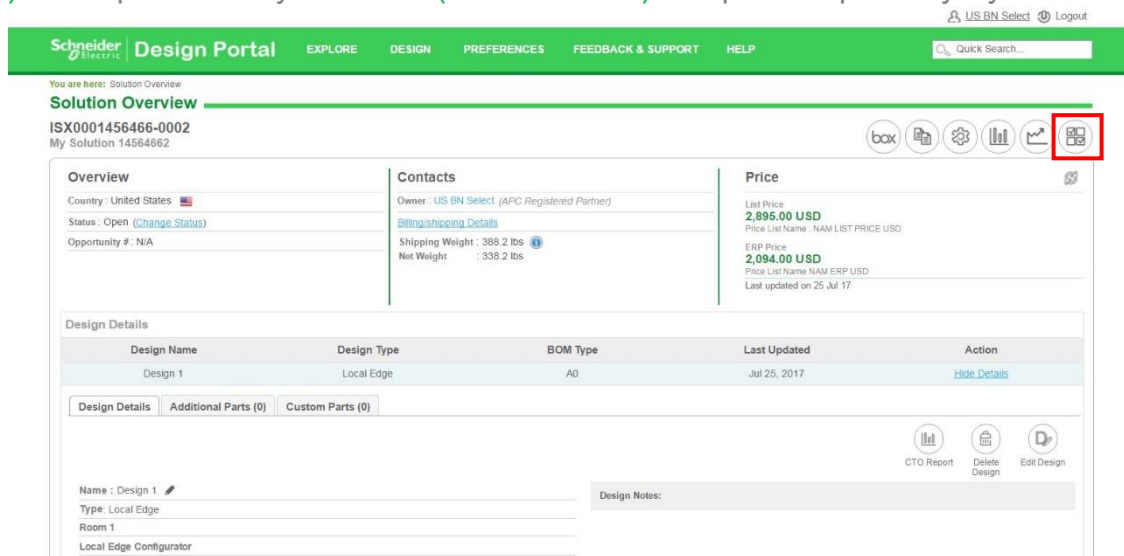 US BN Select Logout
Schneider Electric Design Portal EXPLORE DESIGN PREFERENCES FEEDBACK & SUPPORT HELP Quick Search...
You are here: Solution Overview
Solution Overview
ISX0001456466-0002
My Solution 14564662
box
Overview
Country : United States
Status : Open (Change Status)
Opportunity # : N/A
Contacts
Owner : US BN Select (APC Registered Partner)
Billing/shipping Details
Shipping Weight : 388.2 lbs
Net Weight : 338.2 lbs
Price
List Price
2,895.00 USD
Price List Name : NAM LIST PRICE USD
ERP Price
2,094.00 USD
Price List Name NAM ERP USD
Last updated on 25 Jul 17
Design Details
Design Name Design Type BOM Type Last Updated Action
Design 1 Local Edge A0 Jul 25, 2017 Hide Details
Design Details Additional Parts (0) Custom Parts (0)
CTO Report Delete Design Edit Design
Name : Design 1
Type: Local Edge
Room 1
Local Edge Configurator
Design Notes: